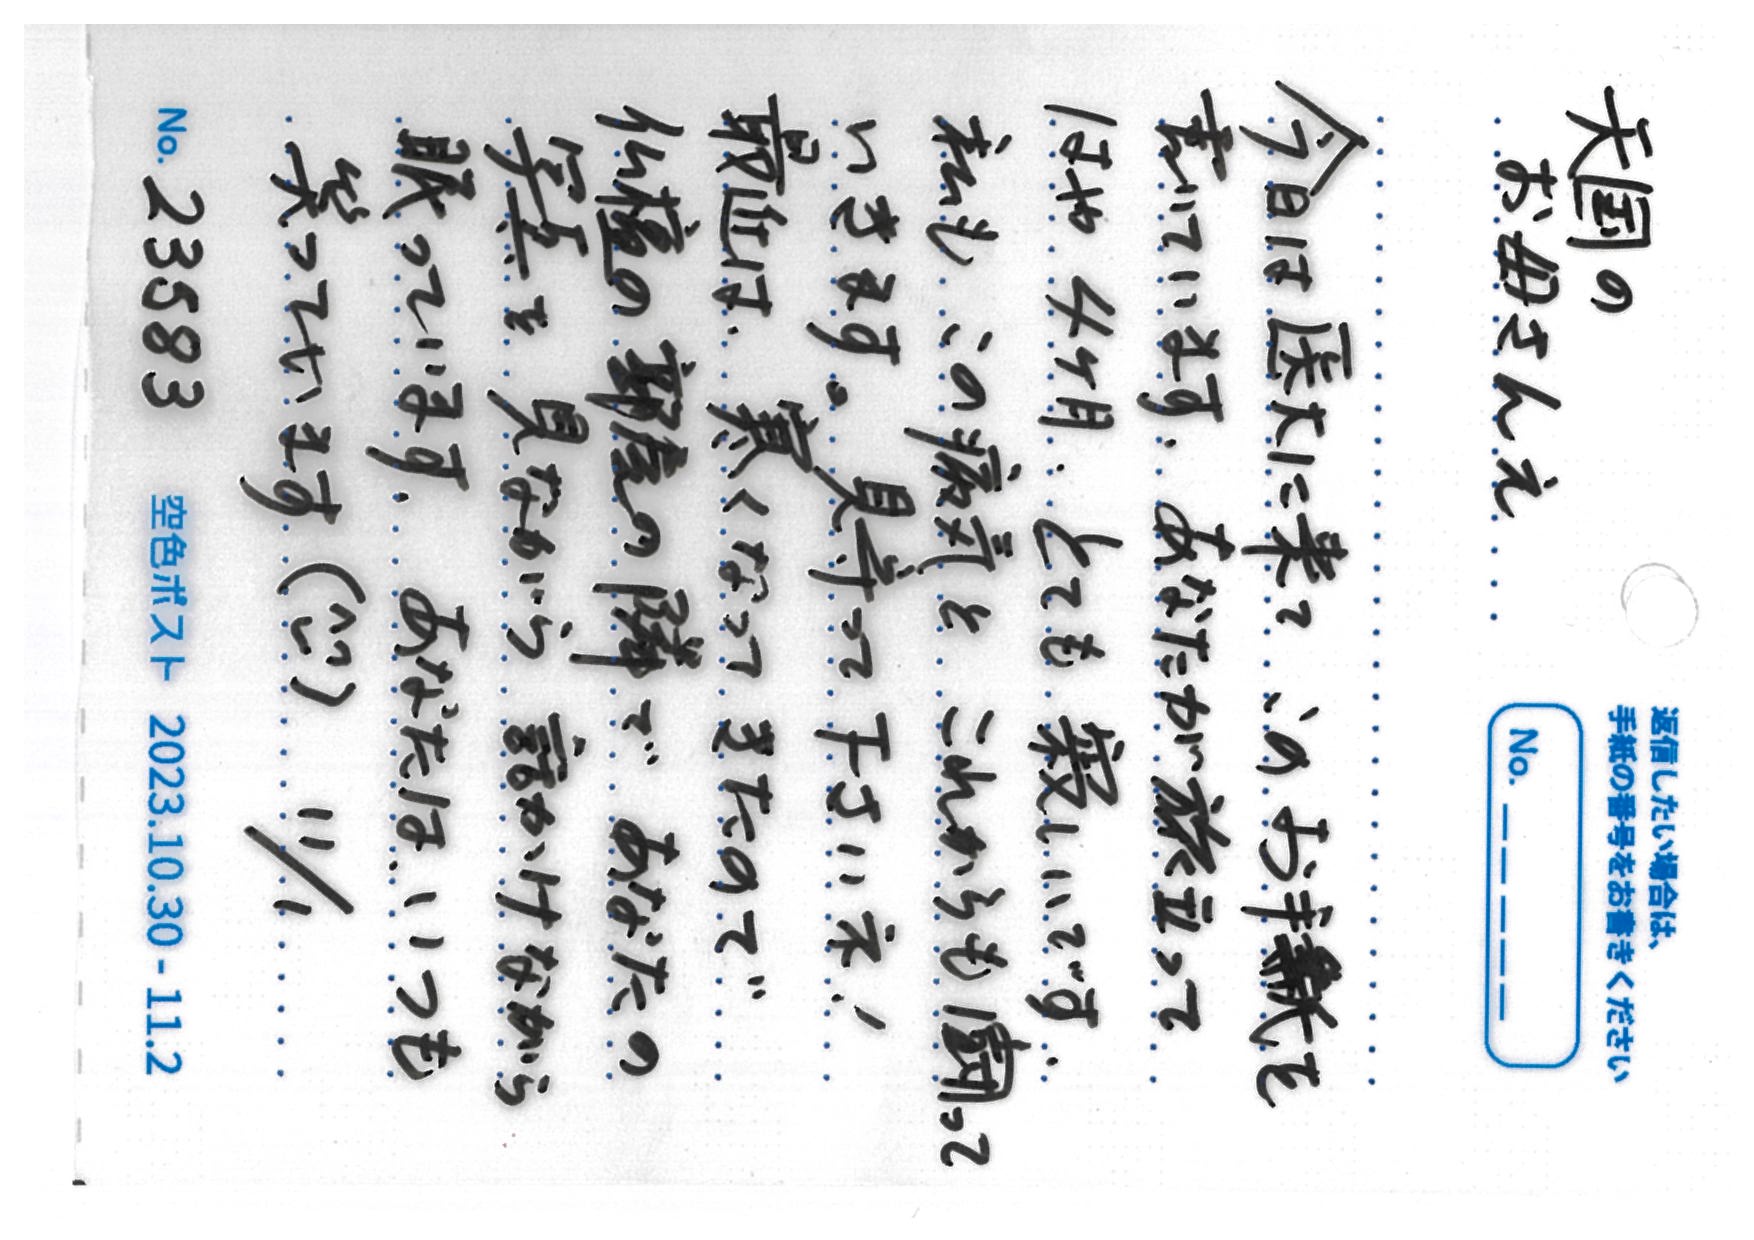 天国の
お母さんえ
返信したい場合は、
手紙の番号をお書きください
No. _ _ _ _ _
今日は医大に来て このお手紙を
書いています. あなたが旅立って
はや4ケ月. とても寂しいです.
私もこの病気と これからも闘って
いきます。見守って下さいネ!
最近は. 寒くなってきたので
仏檀の部屋の隣で あなたの
写真を見ながら 話かけながら
眠っています. あなたは、いつも
笑っています(^^) 11/1
No. 23583
空色ポスト 2023.10.30 - 11.2